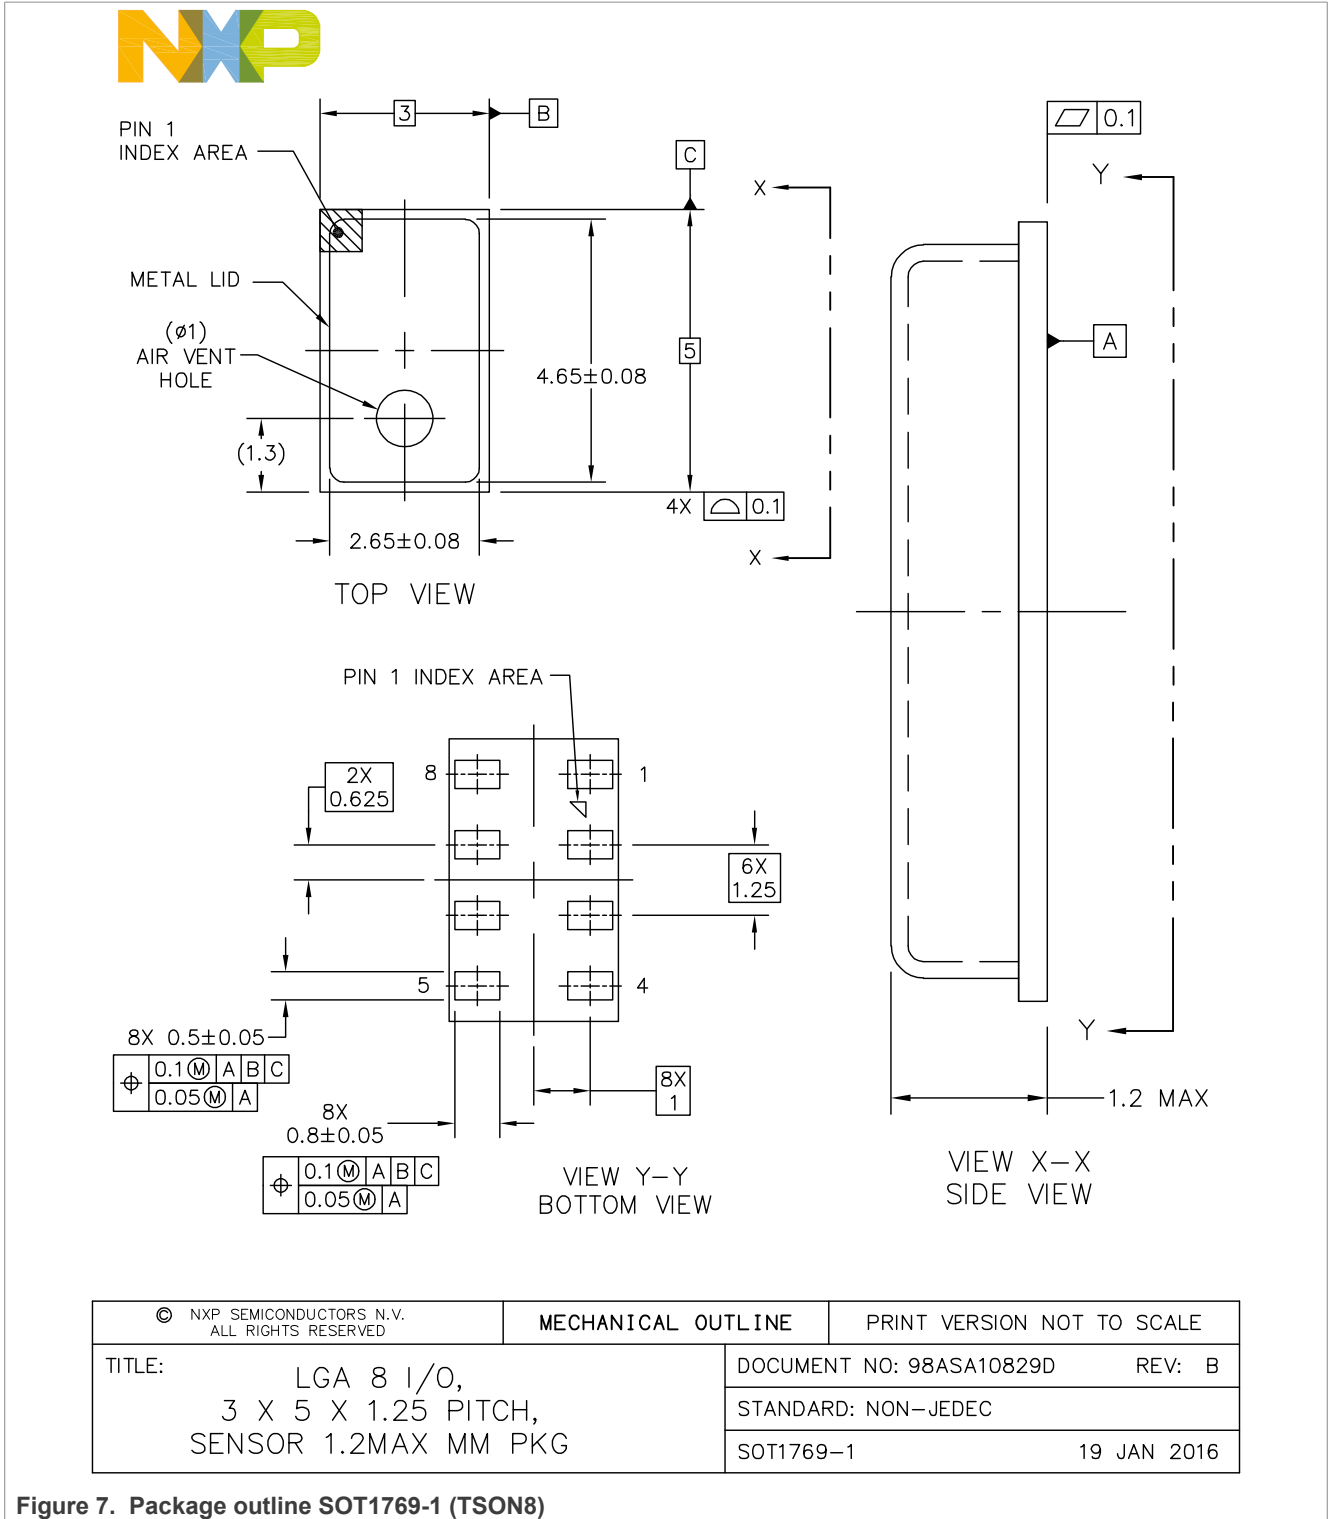 NXP
3
B
PIN 1
INDEX AREA
C
0.1
X
Y
METAL LID
(ø1)
AIR VENT
HOLE
5
A
4.65±0.08
(1.3)
4X 0.1
2.65±0.08
X
TOP VIEW
PIN 1 INDEX AREA
8
1
2X
0.625
6X
1.25
5
4
Y
8X 0.5±0.05
0.1Ⓜ A B C
0.05Ⓜ A
8X
1
1.2 MAX
8X
0.8±0.05
0.1Ⓜ A B C
0.05Ⓜ A
VIEW Y-Y
BOTTOM VIEW
VIEW X-X
SIDE VIEW
© NXP SEMICONDUCTORS N.V.
ALL RIGHTS RESERVED
MECHANICAL OUTLINE
PRINT VERSION NOT TO SCALE
TITLE:
LGA 8 I/O,
3 X 5 X 1.25 PITCH,
SENSOR 1.2MAX MM PKG
DOCUMENT NO: 98ASA10829D REV: B
STANDARD: NON-JEDEC
SOT1769-1 19 JAN 2016
Figure 7. Package outline SOT1769-1 (TSON8)